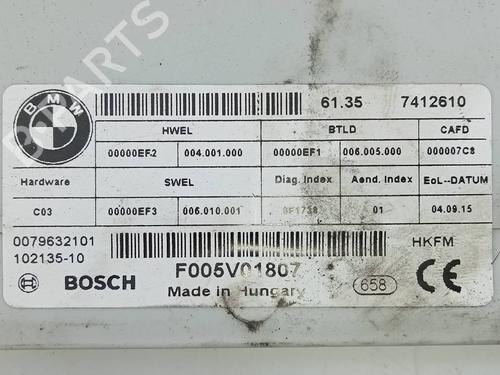 BMW
61.35 7412610
HWEL BTLD CAFD
00000EF2 004.001.000 00000EF1 006.005.000 000007C8
Hardware SWEL Diag. Index Aend. Index EoL--DATUM
C03 00000EF3 006.010.001 0F1738 01 04.09.15
0079632101
102135-10
HKFM
BOSCH F005V01807
Made in Hungary 658 CE